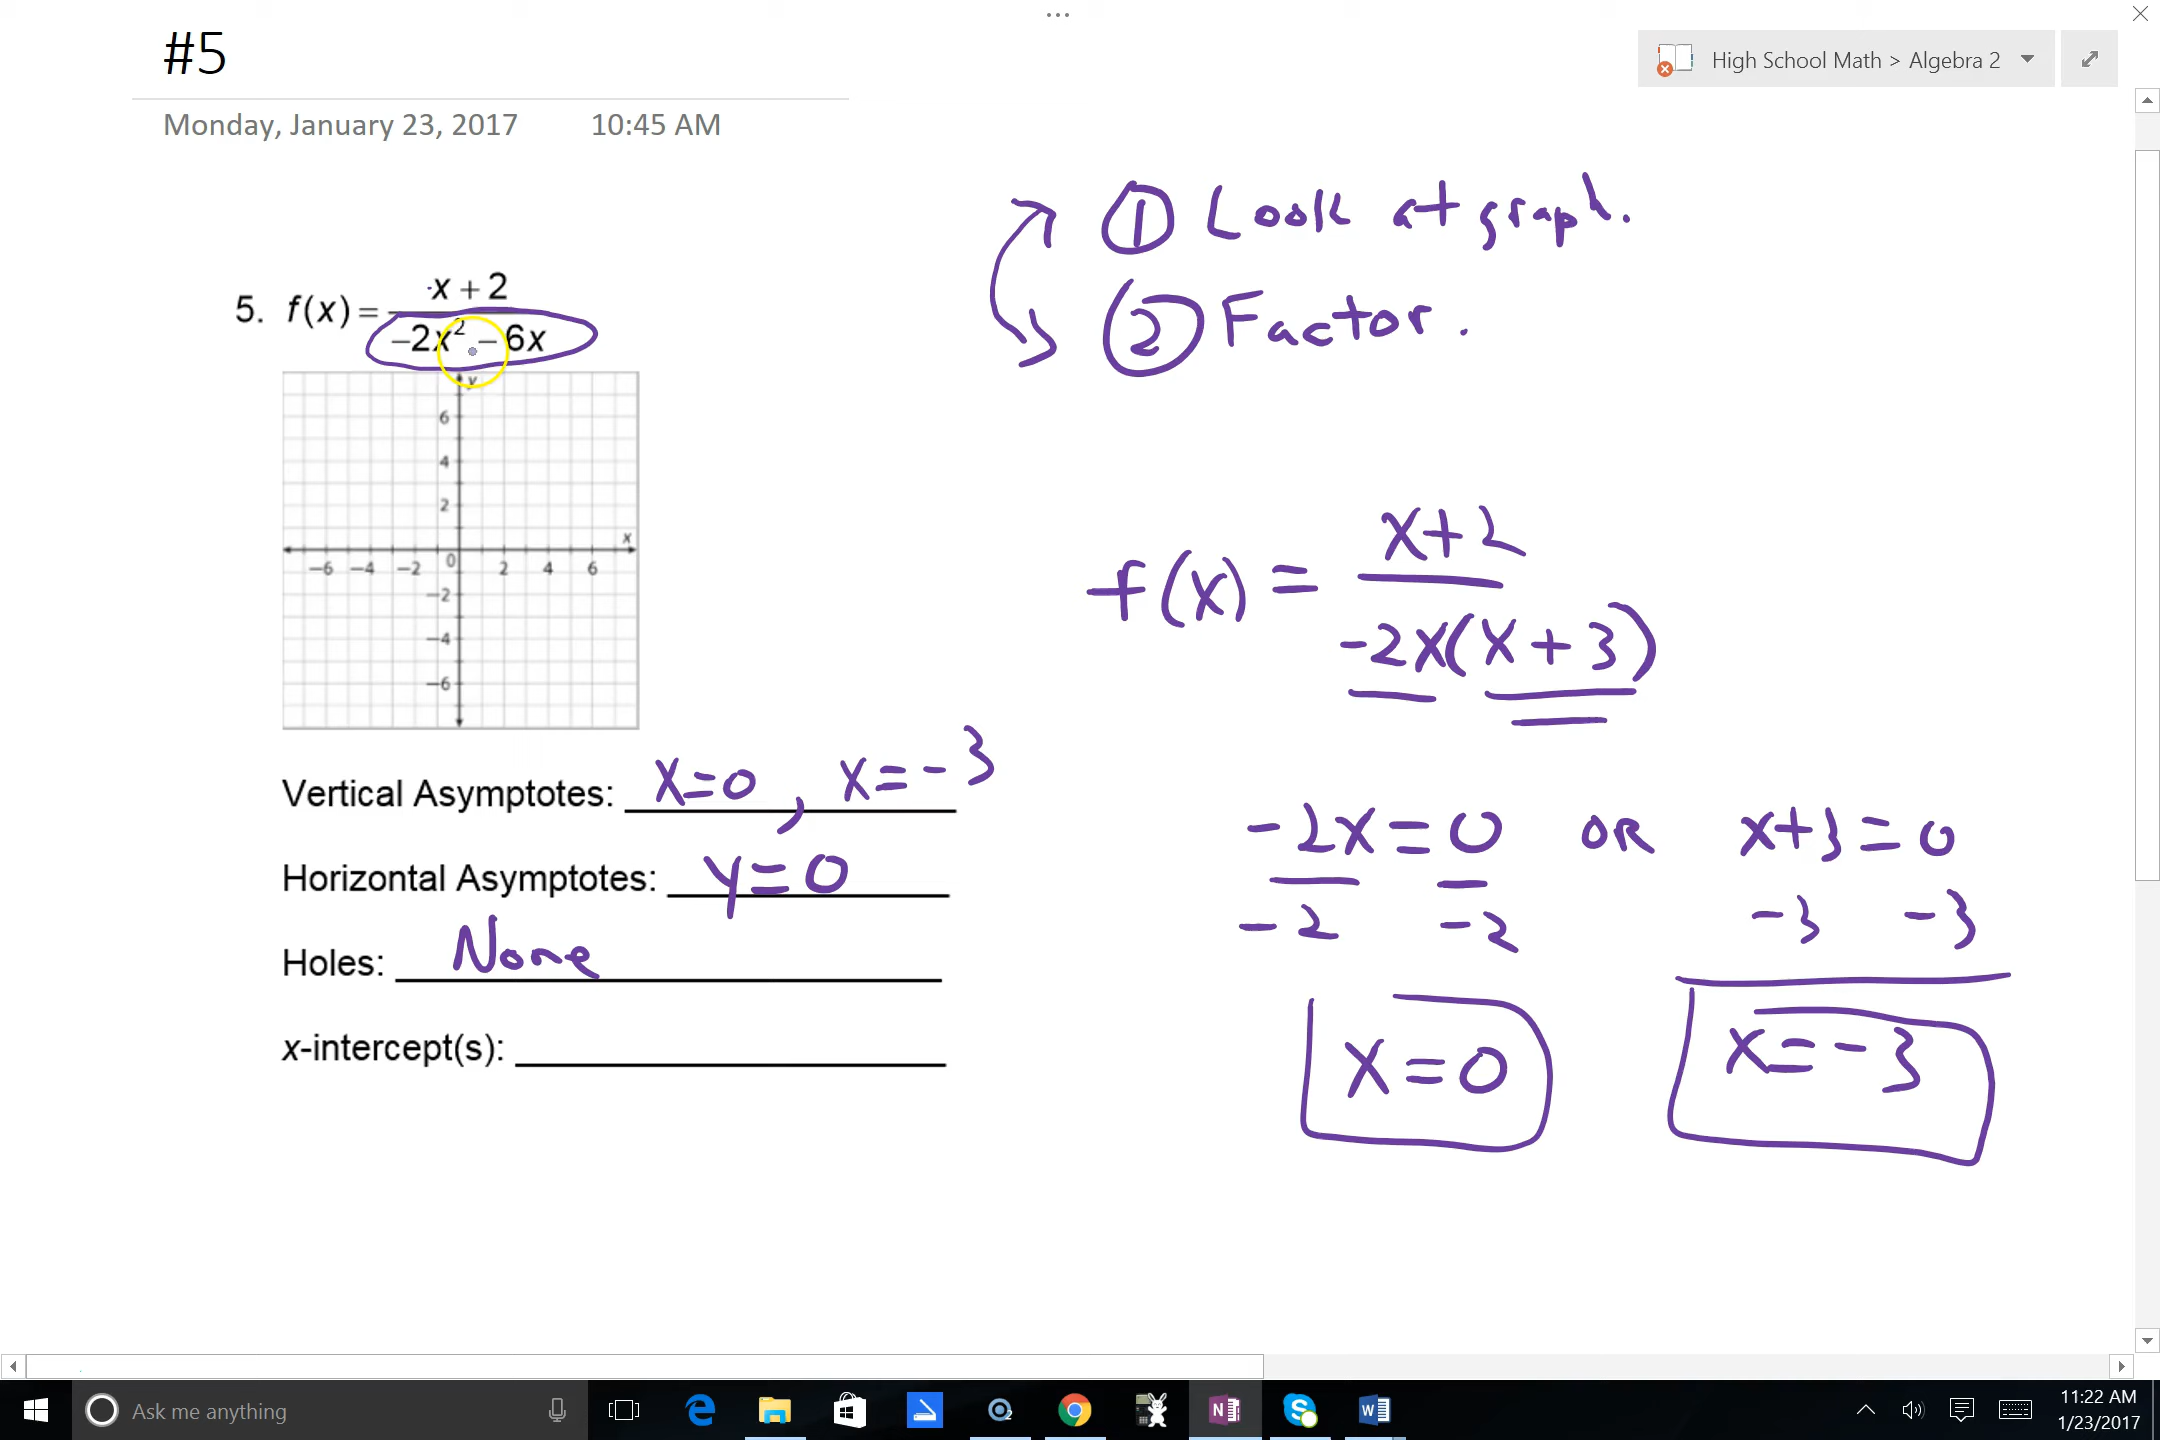 #5
High School Math > Algebra 2
Monday, January 23, 2017 10:45 AM
① Look at graph.
② Factor.
5. f(x) = (x + 2)/(−2x² − 6x)
y
6
4
2
x
−6 −4 −2 0 2 4 6
−2
−4
−6
f(x) = (x+2)/(-2x(x+3))
Vertical Asymptotes: x=0, x=-3
-2x=0 OR x+3=0
Horizontal Asymptotes: y=0
-2 -2 -3 -3
Holes: None
x-intercept(s):
x=0 x=-3
Ask me anything
11:22 AM
1/23/2017